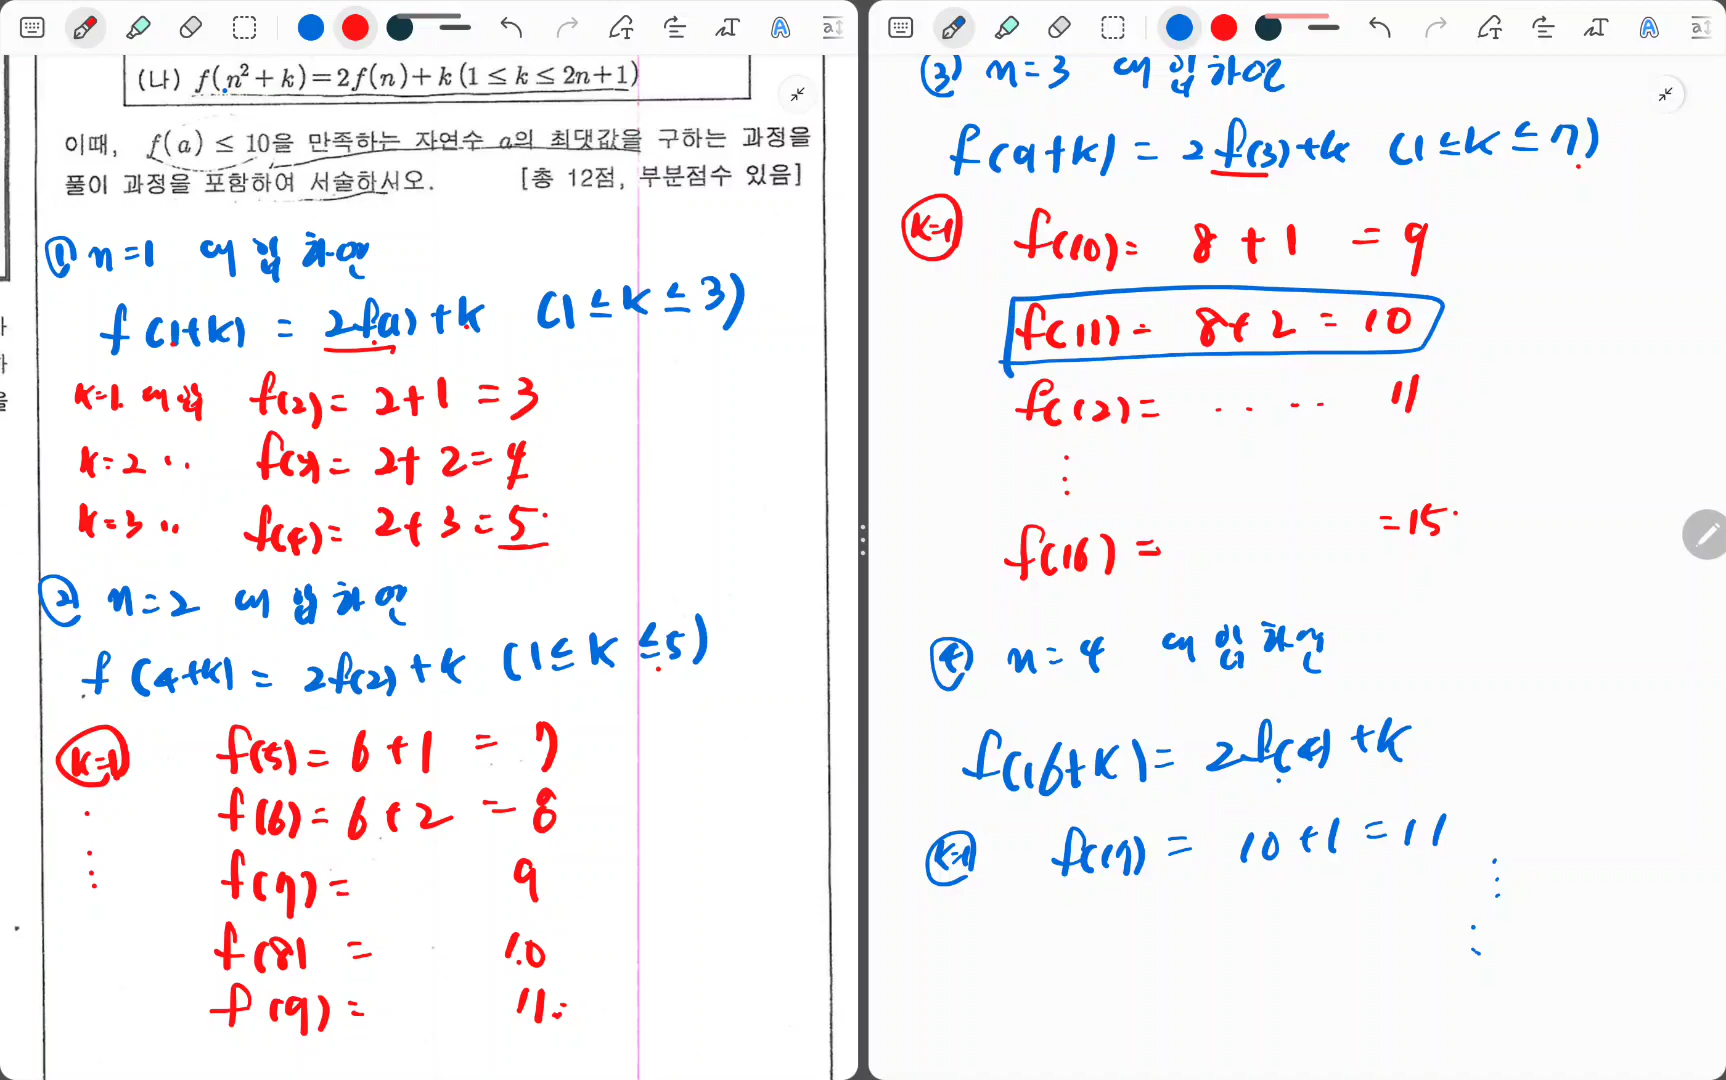 (나) f(n²+k)=2f(n)+k (1≤k≤2n+1)
이때, f(a)≤10을 만족하는 자연수 a의 최댓값을 구하는 과정을
풀이 과정을 포함하여 서술하시오. [총 12점, 부분점수 있음]
① n=1 대입하면
f(1+k) = 2f(1)+k (1≤k≤3)
k=1 대입 f(2)= 2+1 =3
k=2 〃 f(3)= 2+2=4
k=3 〃 f(4)= 2+3=5
② n=2 대입하면
f(4+k) = 2f(2)+k (1≤k≤5)
k=1 f(5)= 6+1 = 7
f(6)= 6+2 = 8
f(7)= 9
f(8) = 10
f(9)= 11
③ n=3 대입하면
f(9+k) = 2f(3)+k (1≤k≤7)
k=1 f(10)= 8+1 =9
f(11)= 8+2=10
f(12)= ..... 11
⋮
f(16) = =15
④ n=4 대입하면
f(16+k)= 2f(4)+k
k=1 f(17) = 10+1=11
⋮